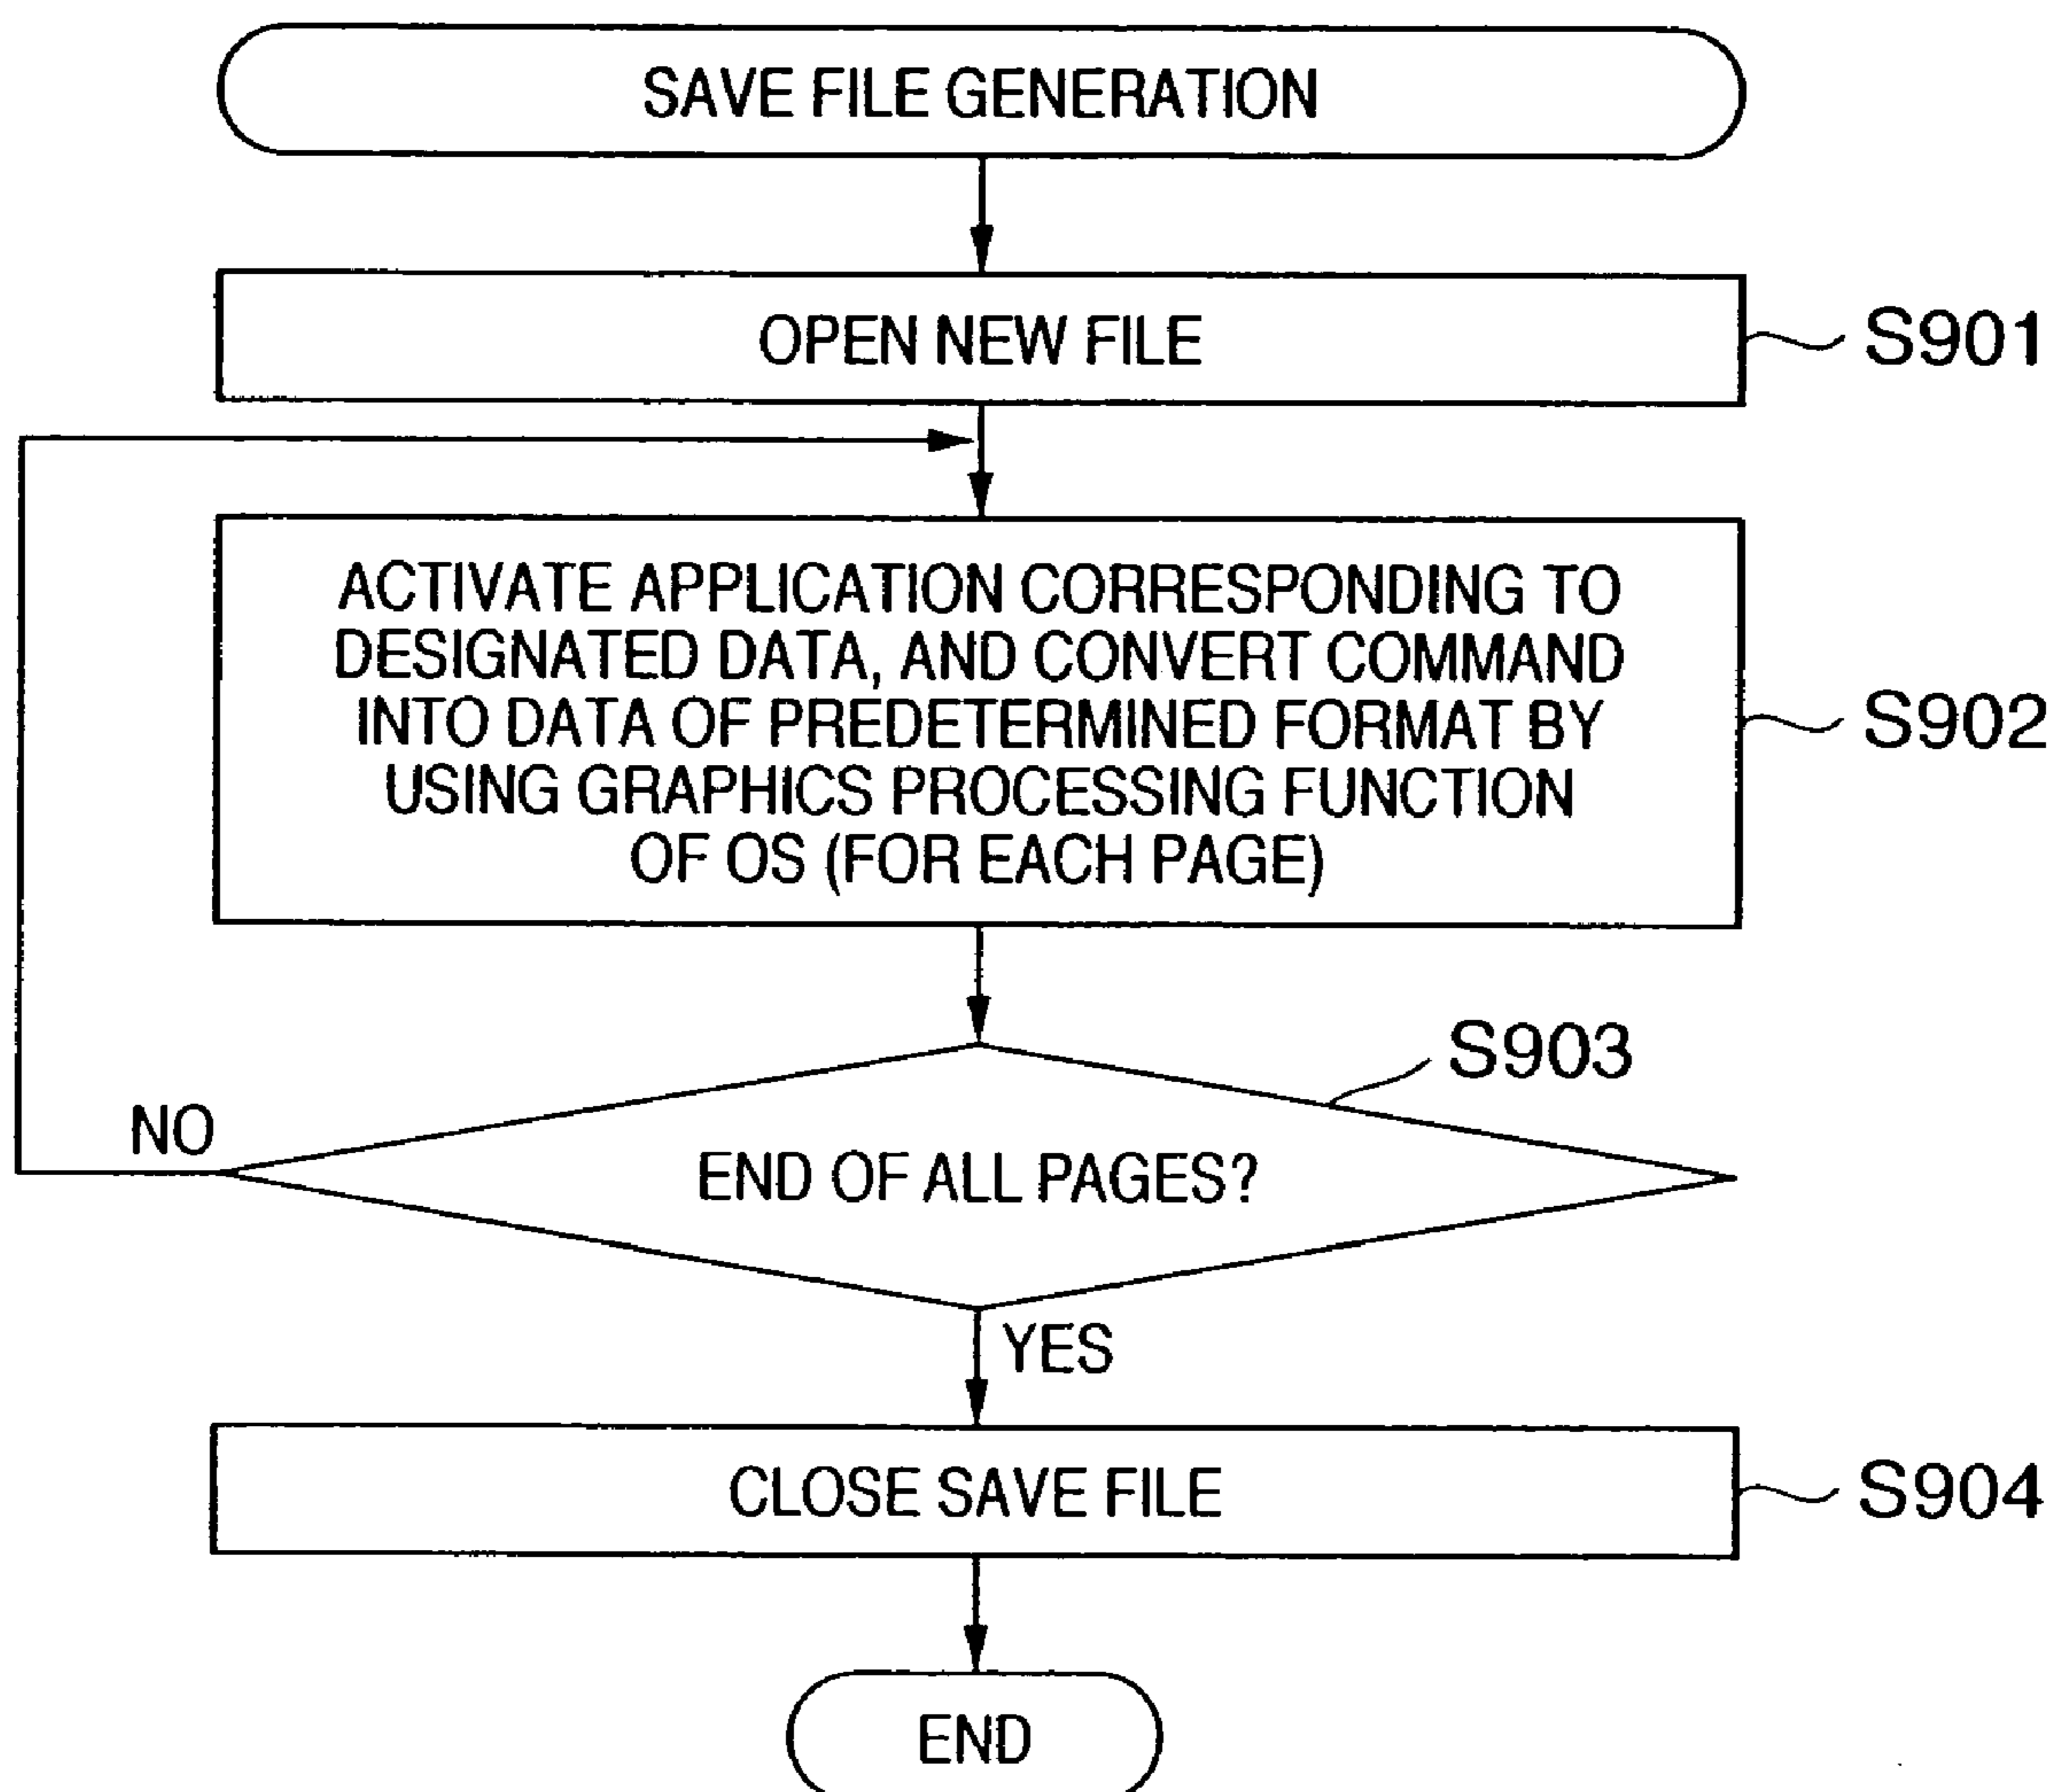 SAVE FILE GENERATION
OPEN NEW FILE
S901
ACTIVATE APPLICATION CORRESPONDING TO
DESIGNATED DATA, AND CONVERT COMMAND
INTO DATA OF PREDETERMINED FORMAT BY
USING GRAPHICS PROCESSING FUNCTION
OF OS (FOR EACH PAGE)
S902
S903
NO
END OF ALL PAGES?
YES
CLOSE SAVE FILE
S904
END